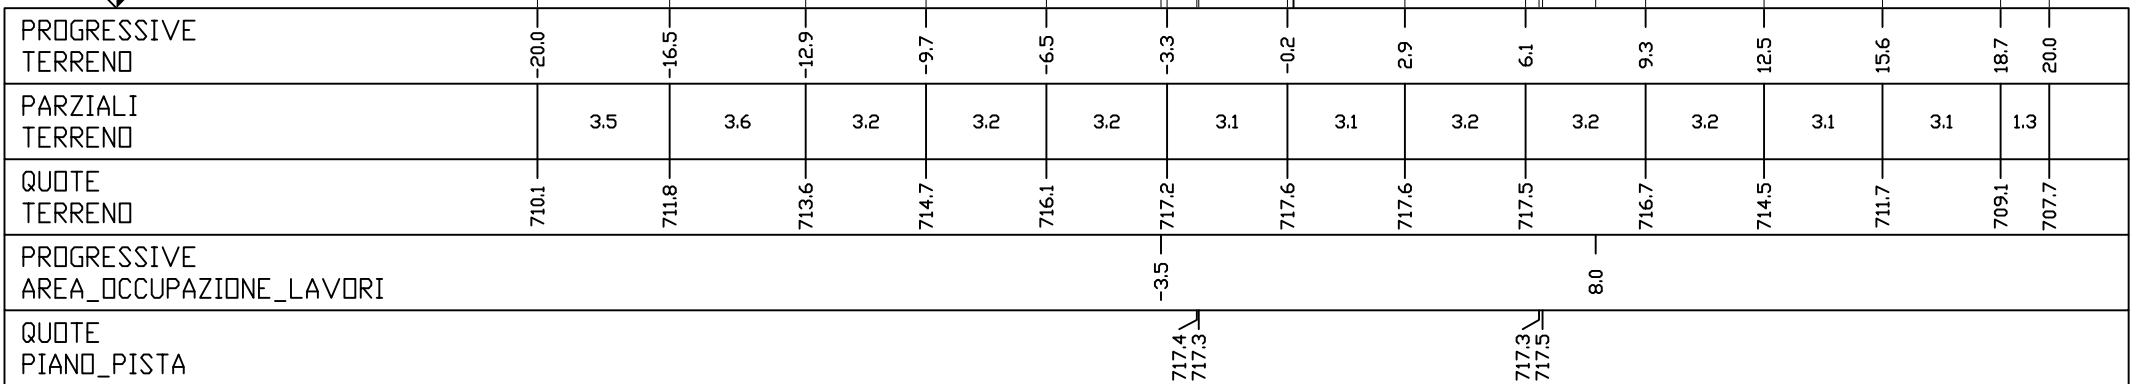 PROGRESSIVE
TERRENO
-20.0 -16.5 -12.9 -9.7 -6.5 -3.3 -0.2 2.9 6.1 9.3 12.5 15.6 18.7 20.0
PARZIALI
TERRENO
3.5 3.6 3.2 3.2 3.2 3.1 3.1 3.2 3.2 3.2 3.1 3.1 1.3
QUOTE
TERRENO
710.1 711.8 713.6 714.7 716.1 717.2 717.6 717.6 717.5 716.7 714.5 711.7 709.1 707.7
PROGRESSIVE
AREA_OCCUPAZIONE_LAVORI
-3.5 8.0
QUOTE
PIANO_PISTA
717.4 717.3 717.3 717.5